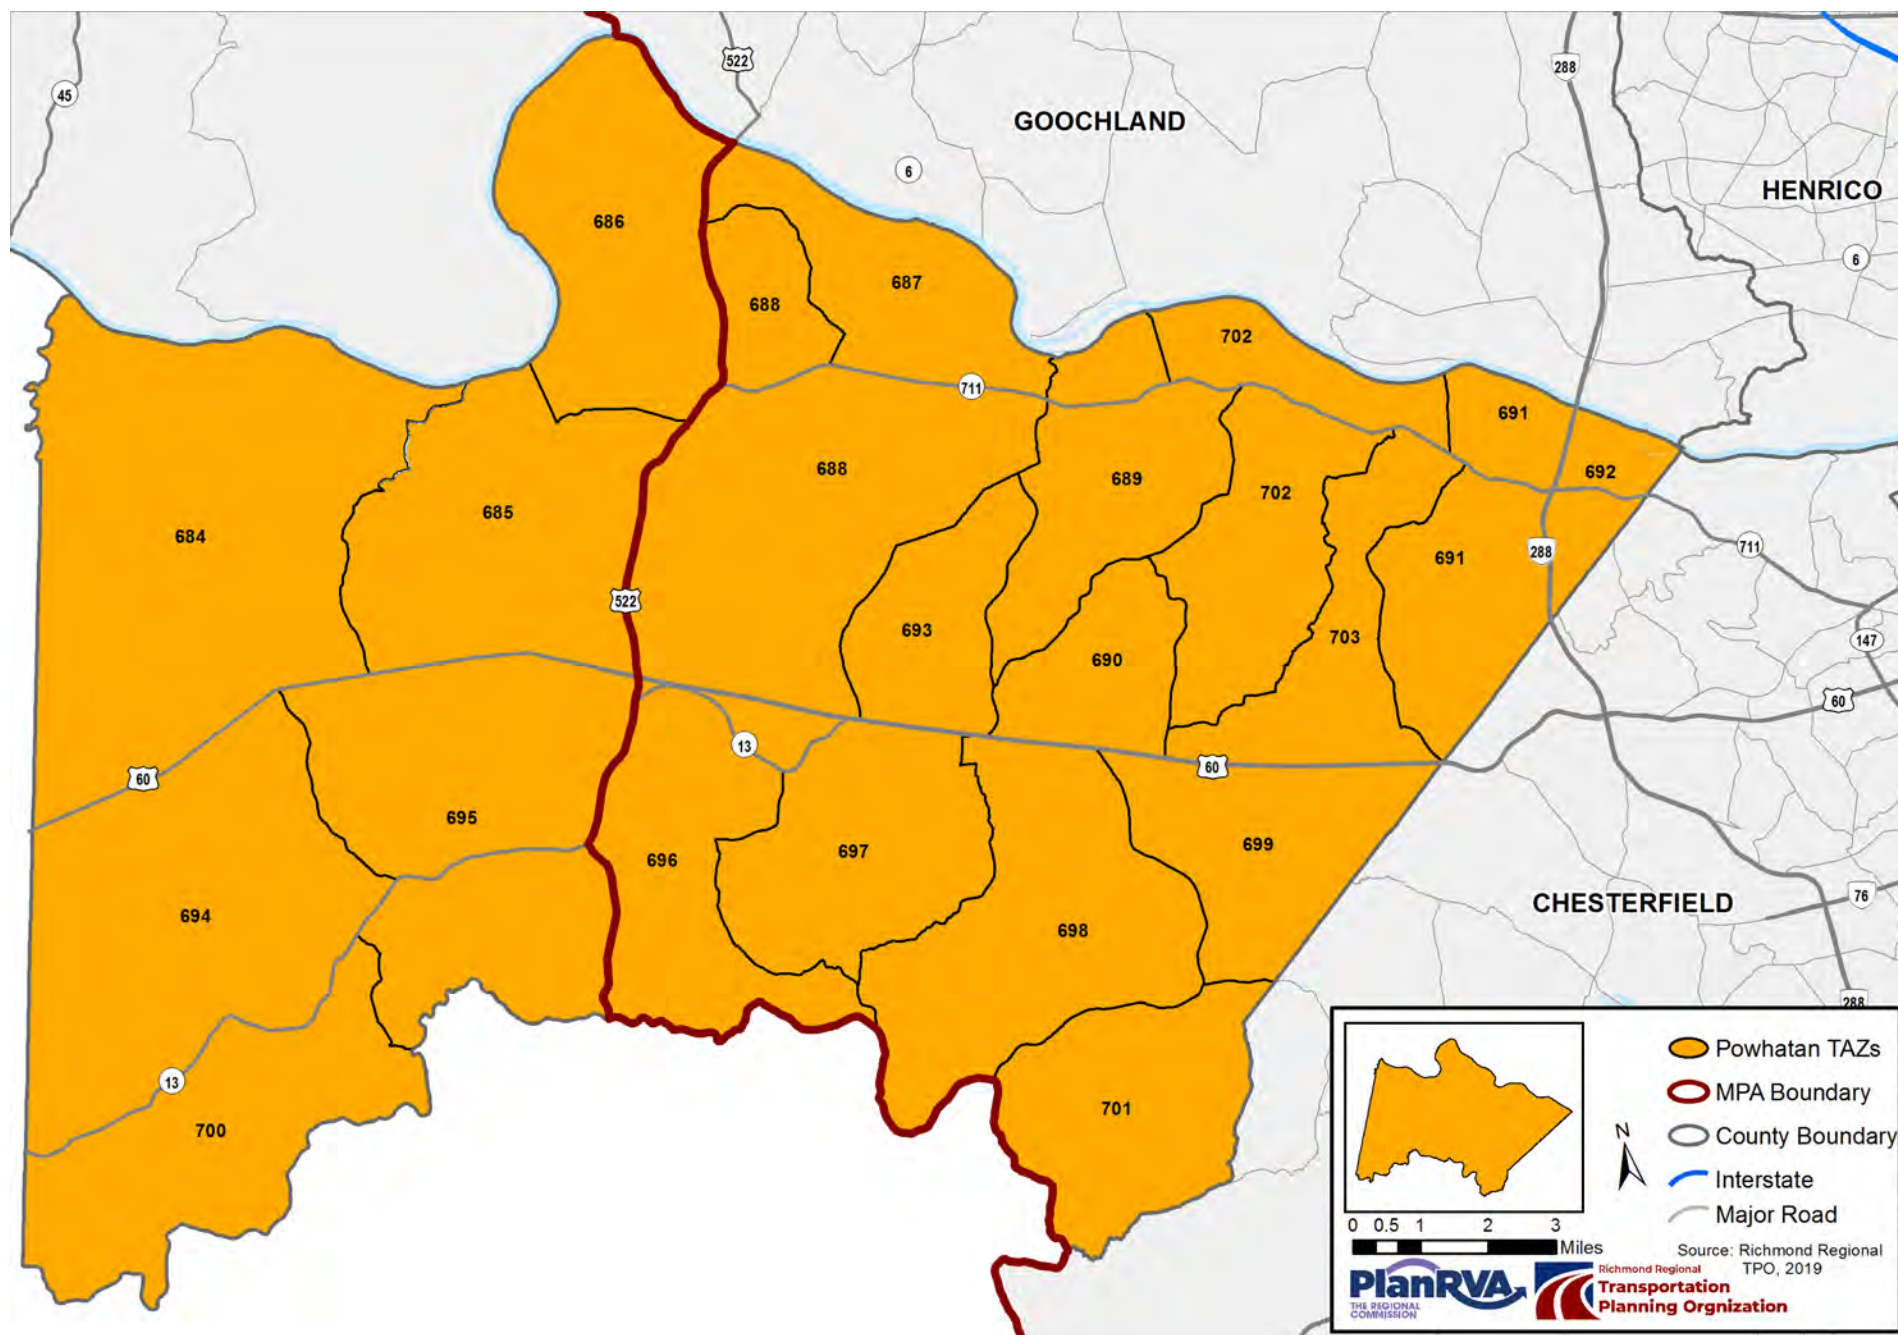 45
522
GOOCHLAND
288
6
HENRICO
6
686
687
688
702
711
691
692
684
685
688
689
702
691
288
711
522
693
690
703
147
60
13
60
60
695
696
697
699
76
CHESTERFIELD
694
698
288
13
700
701
Powhatan TAZs
MPA Boundary
County Boundary
Interstate
Major Road
N
0 0.5 1 2 3
Miles
Source: Richmond Regional
TPO, 2019
PlanRVA
THE REGIONAL
COMMISSION
Richmond Regional
Transportation
Planning Orgnization